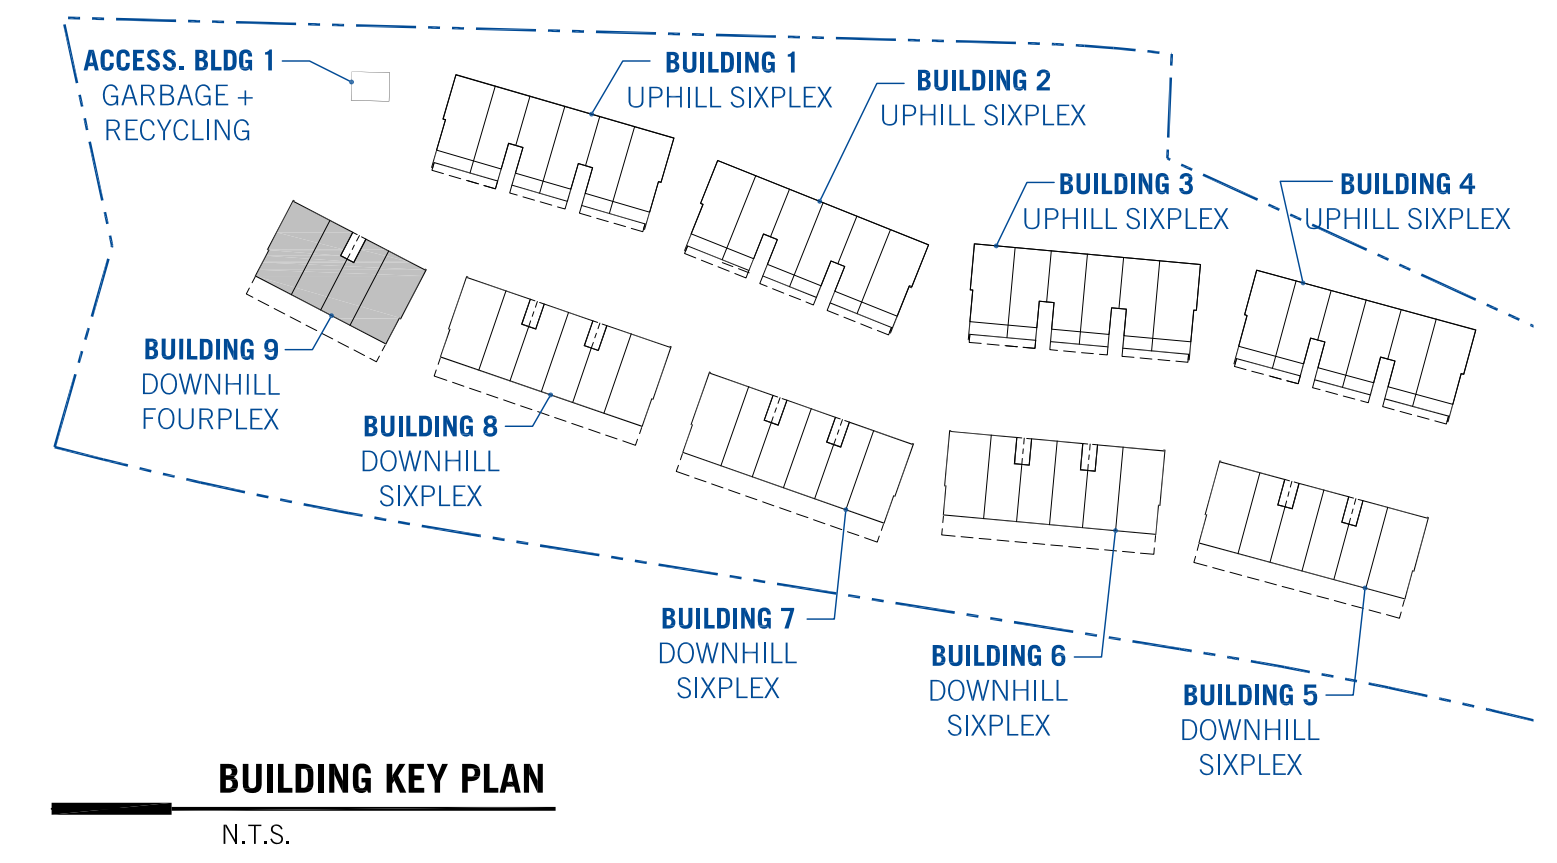 ACCESS. BLDG 1
GARBAGE +
RECYCLING
BUILDING 1
UPHILL SIXPLEX
BUILDING 2
UPHILL SIXPLEX
BUILDING 3
UPHILL SIXPLEX
BUILDING 4
UPHILL SIXPLEX
BUILDING 9
DOWNHILL
FOURPLEX
BUILDING 8
DOWNHILL
SIXPLEX
BUILDING 7
DOWNHILL
SIXPLEX
BUILDING 6
DOWNHILL
SIXPLEX
BUILDING 5
DOWNHILL
SIXPLEX
BUILDING KEY PLAN
N.T.S.